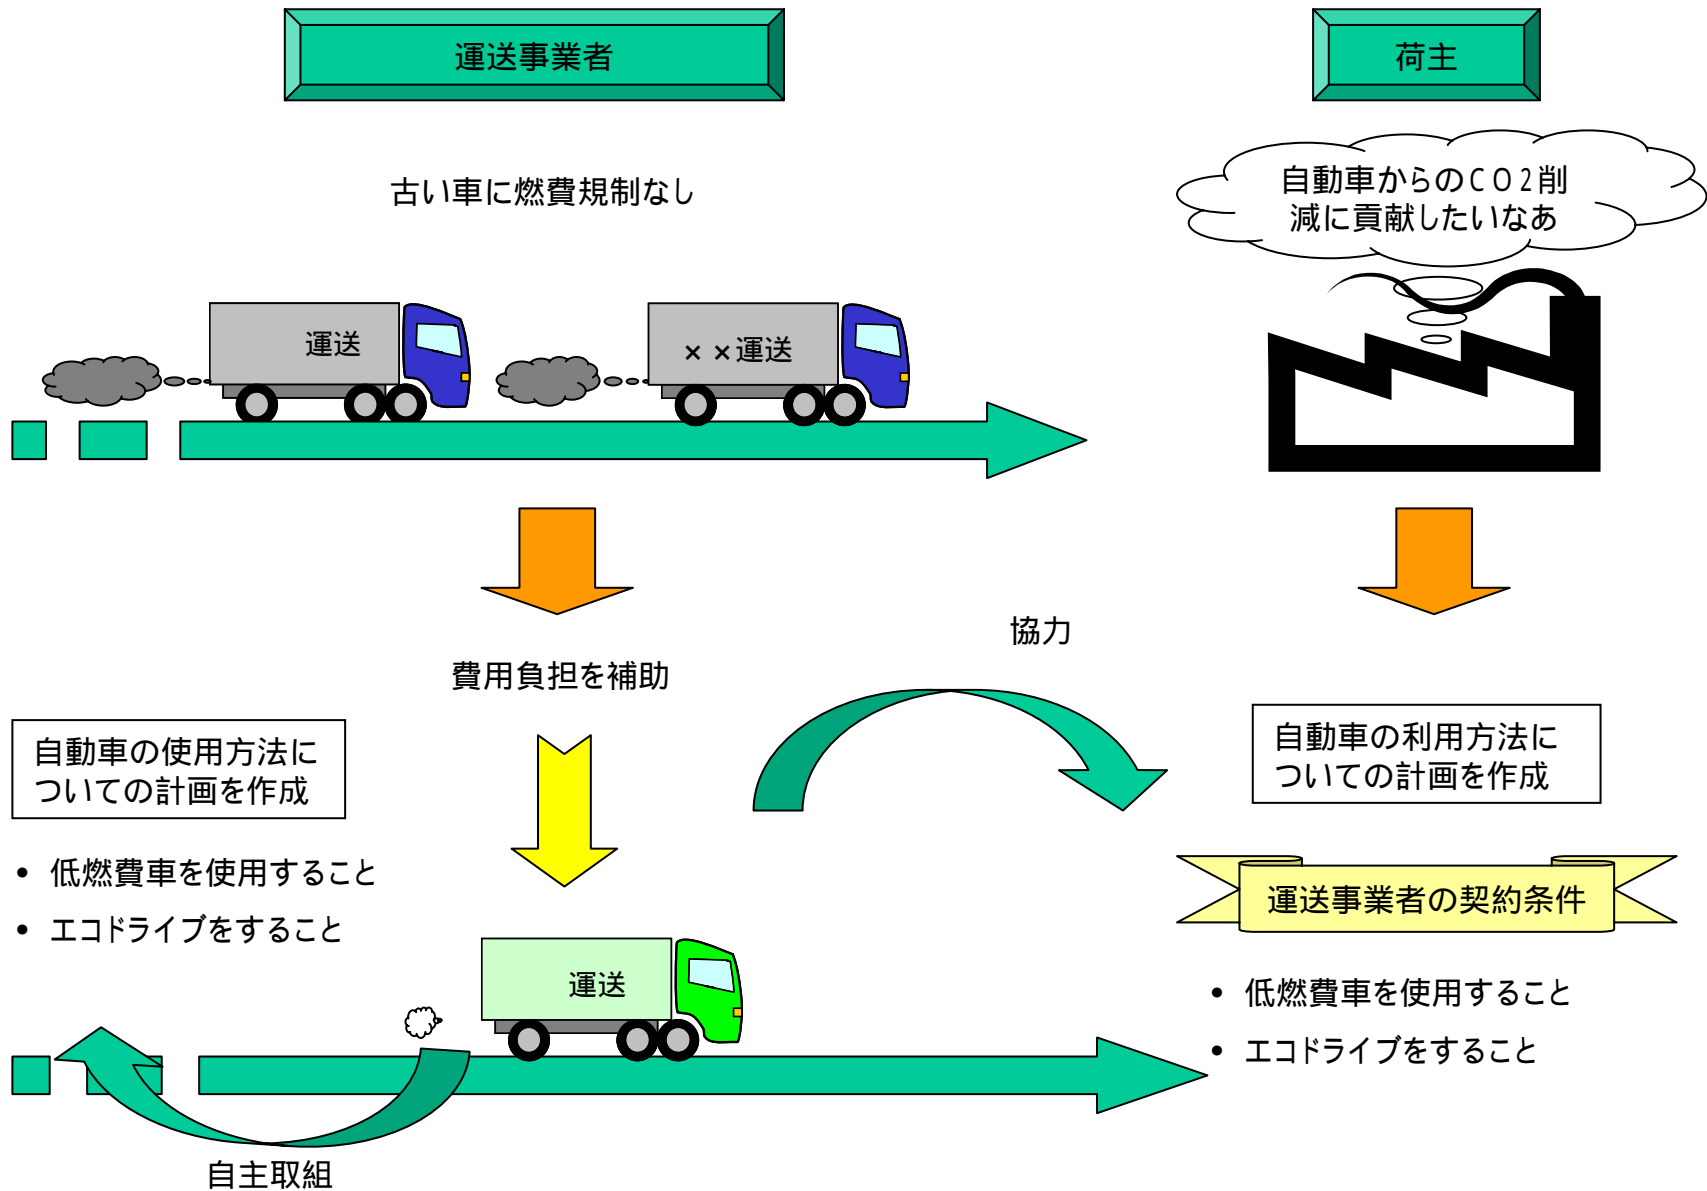 運送事業者
荷主
古い車に燃費規制なし
自動車からのCO2削
減に貢献したいなあ
運送
××運送
協力
費用負担を補助
自動車の使用方法に
ついての計画を作成
自動車の利用方法に
ついての計画を作成
• 低燃費車を使用すること
• エコドライブをすること
運送事業者の契約条件
運送
• 低燃費車を使用すること
• エコドライブをすること
自主取組